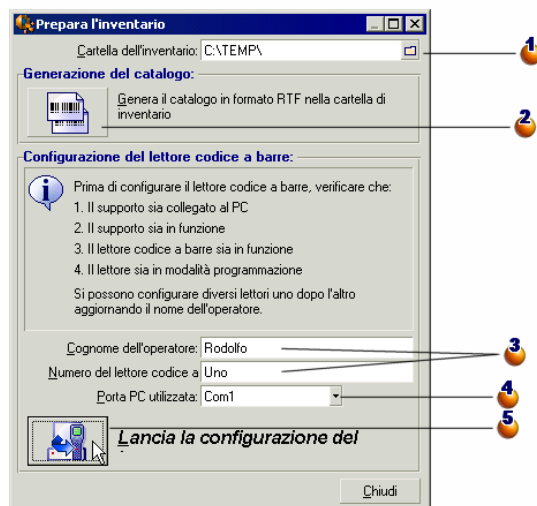 Prepara l'inventario
Cartella dell'inventario: C:\TEMP\
1
Generazione del catalogo:
Genera il catalogo in formato RTF nella cartella di
inventario
2
Configurazione del lettore codice a barre:
Prima di configurare il lettore codice a barre, verificare che:
1. Il supporto sia collegato al PC
2. Il supporto sia in funzione
3. Il lettore codice a barre sia in funzione
4. Il lettore sia in modalità programmazione
Si possono configurare diversi lettori uno dopo l'altro
aggiornando il nome dell'operatore.
Cognome dell'operatore: Rodolfo
3
Numero del lettore codice a Uno
Porta PC utilizzata: Com1
4
5
Lancia la configurazione del
Chiudi